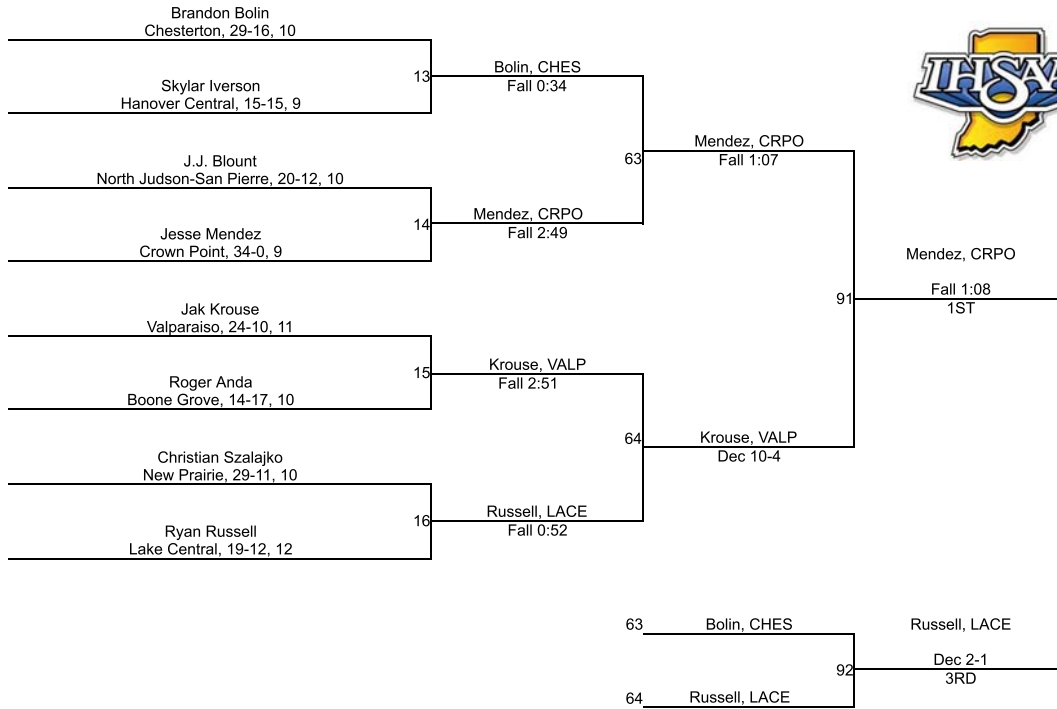 Brandon Bolin
Chesterton, 29-16, 10
13
Skylar Iverson
Hanover Central, 15-15, 9
Bolin, CHES
Fall 0:34
J.J. Blount
North Judson-San Pierre, 20-12, 10
14
Jesse Mendez
Crown Point, 34-0, 9
Mendez, CRPO
Fall 2:49
63
Mendez, CRPO
Fall 1:07
Jak Krouse
Valparaiso, 24-10, 11
15
Roger Anda
Boone Grove, 14-17, 10
Krouse, VALP
Fall 2:51
Christian Szalajko
New Prairie, 29-11, 10
16
Ryan Russell
Lake Central, 19-12, 12
Russell, LACE
Fall 0:52
64
Krouse, VALP
Dec 10-4
91
Mendez, CRPO
Fall 1:08
1ST
IHSAA
63
Bolin, CHES
64
Russell, LACE
92
Russell, LACE
Dec 2-1
3RD